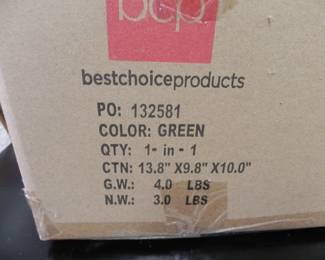 bcp
bestchoiceproducts
PO: 132581
COLOR: GREEN
QTY: 1- in - 1
CTN: 13.8" X9.8" X10.0"
G.W.: 4.0 LBS
N.W.: 3.0 LBS